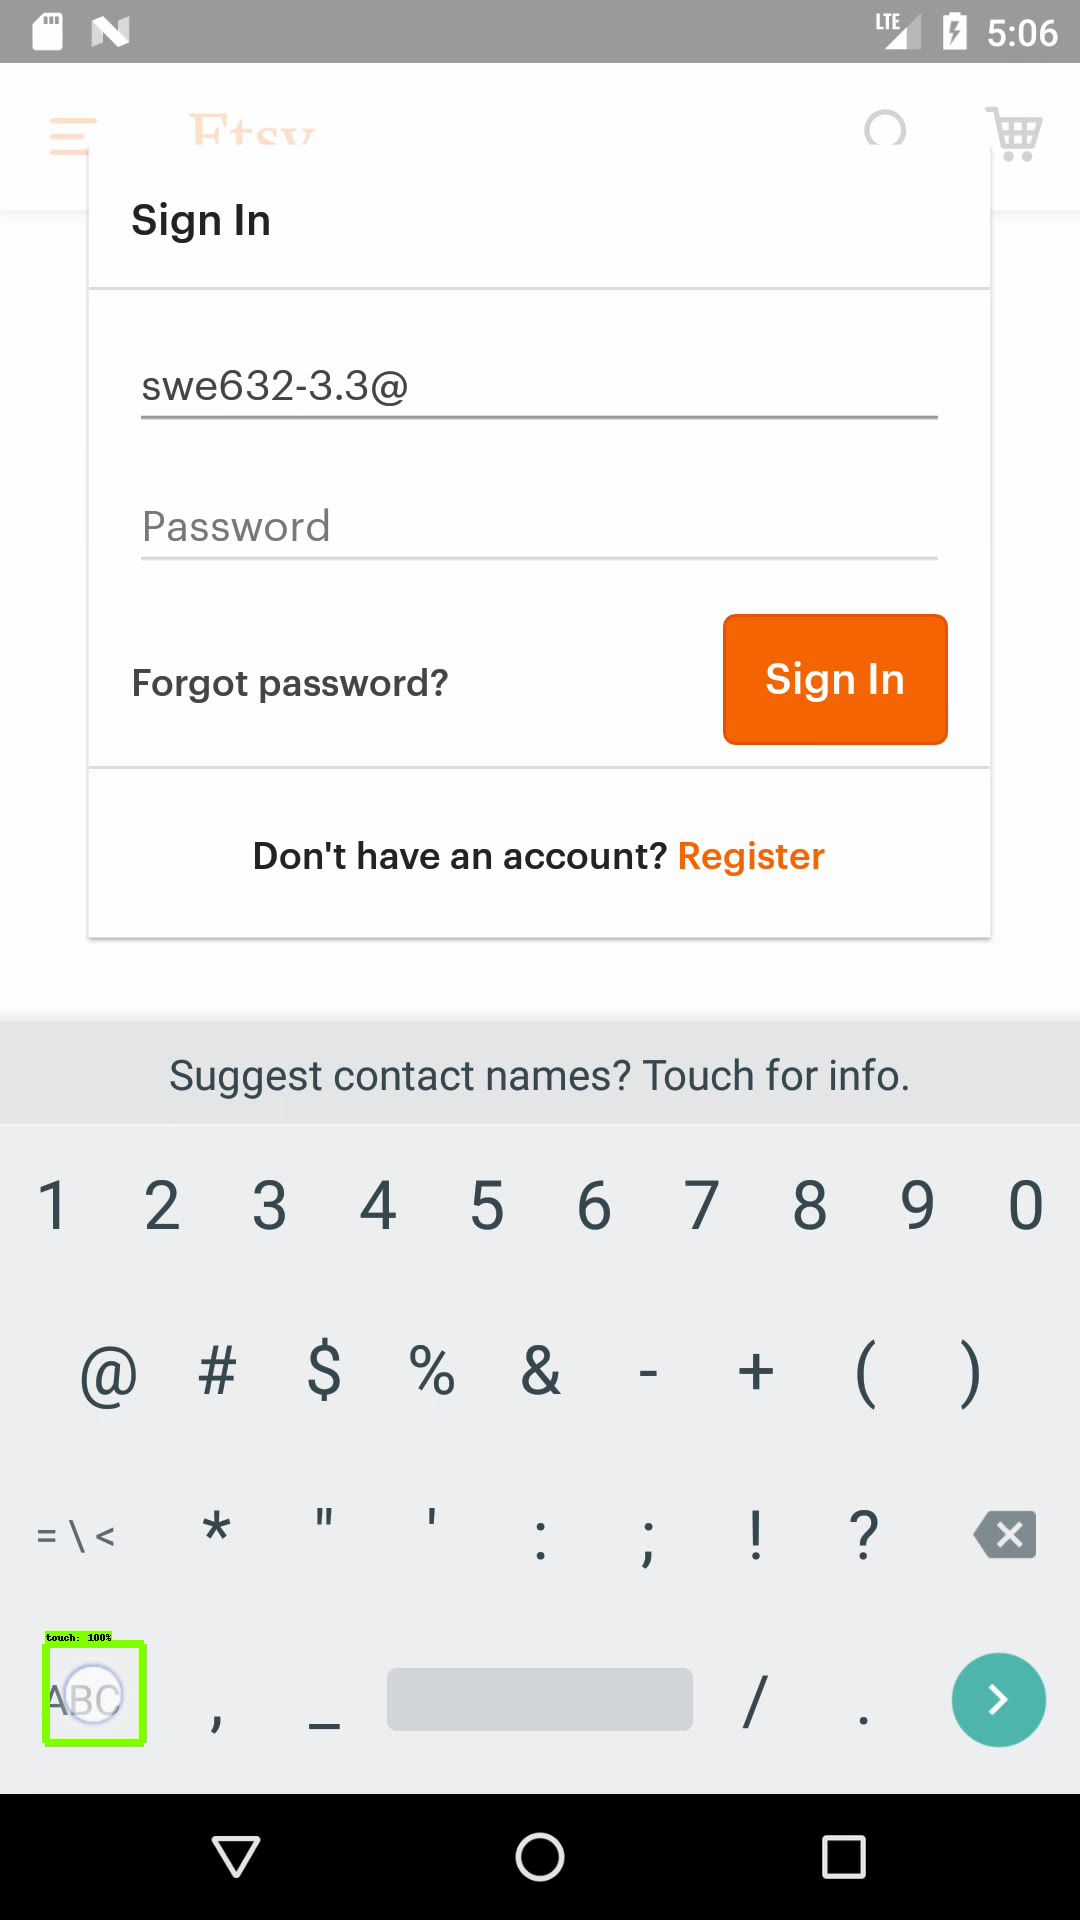 LTE 5:06
Etsy
Sign In
swe632-3.3@
Password
Forgot password?
Sign In
Don't have an account? Register
Suggest contact names? Touch for info.
1 2 3 4 5 6 7 8 9 0
@ # $ % & - + ( )
= \ < * " ' : ; ! ?
touch: 100%
ABC , _ / .